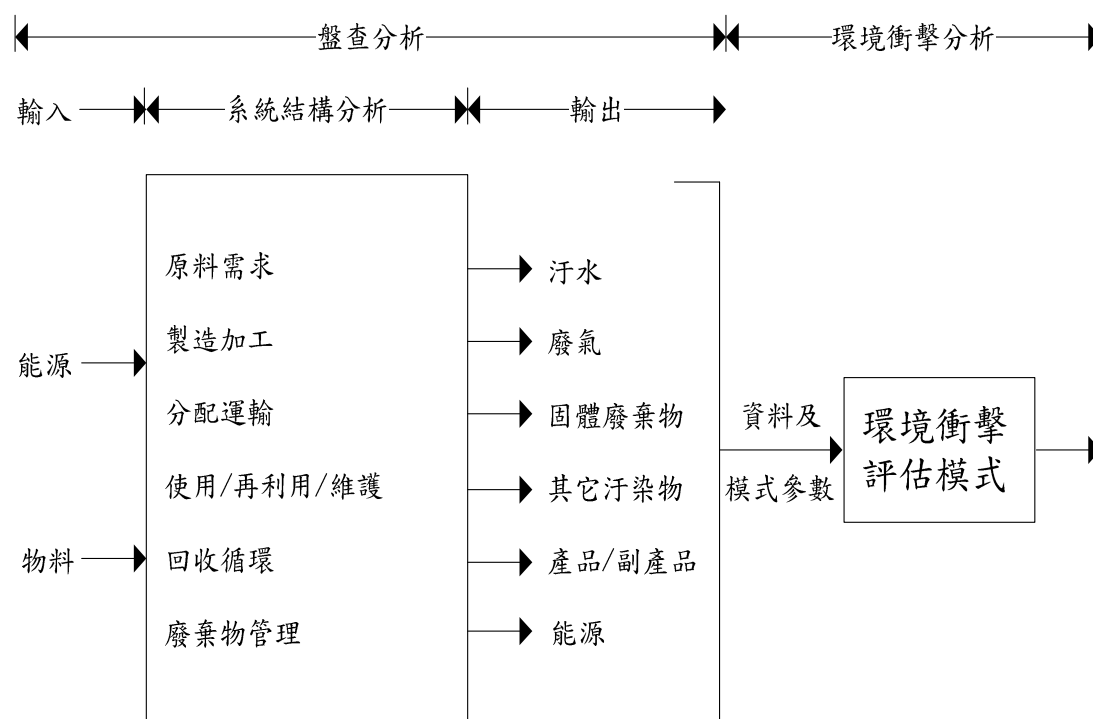 盤查分析
環境衝擊分析
輸入
系統結構分析
輸出
原料需求
製造加工
分配運輸
使用/再利用/維護
回收循環
廢棄物管理
能源
物料
汙水
廢氣
固體廢棄物
其它汙染物
產品/副產品
能源
資料及
模式參數
環境衝擊
評估模式